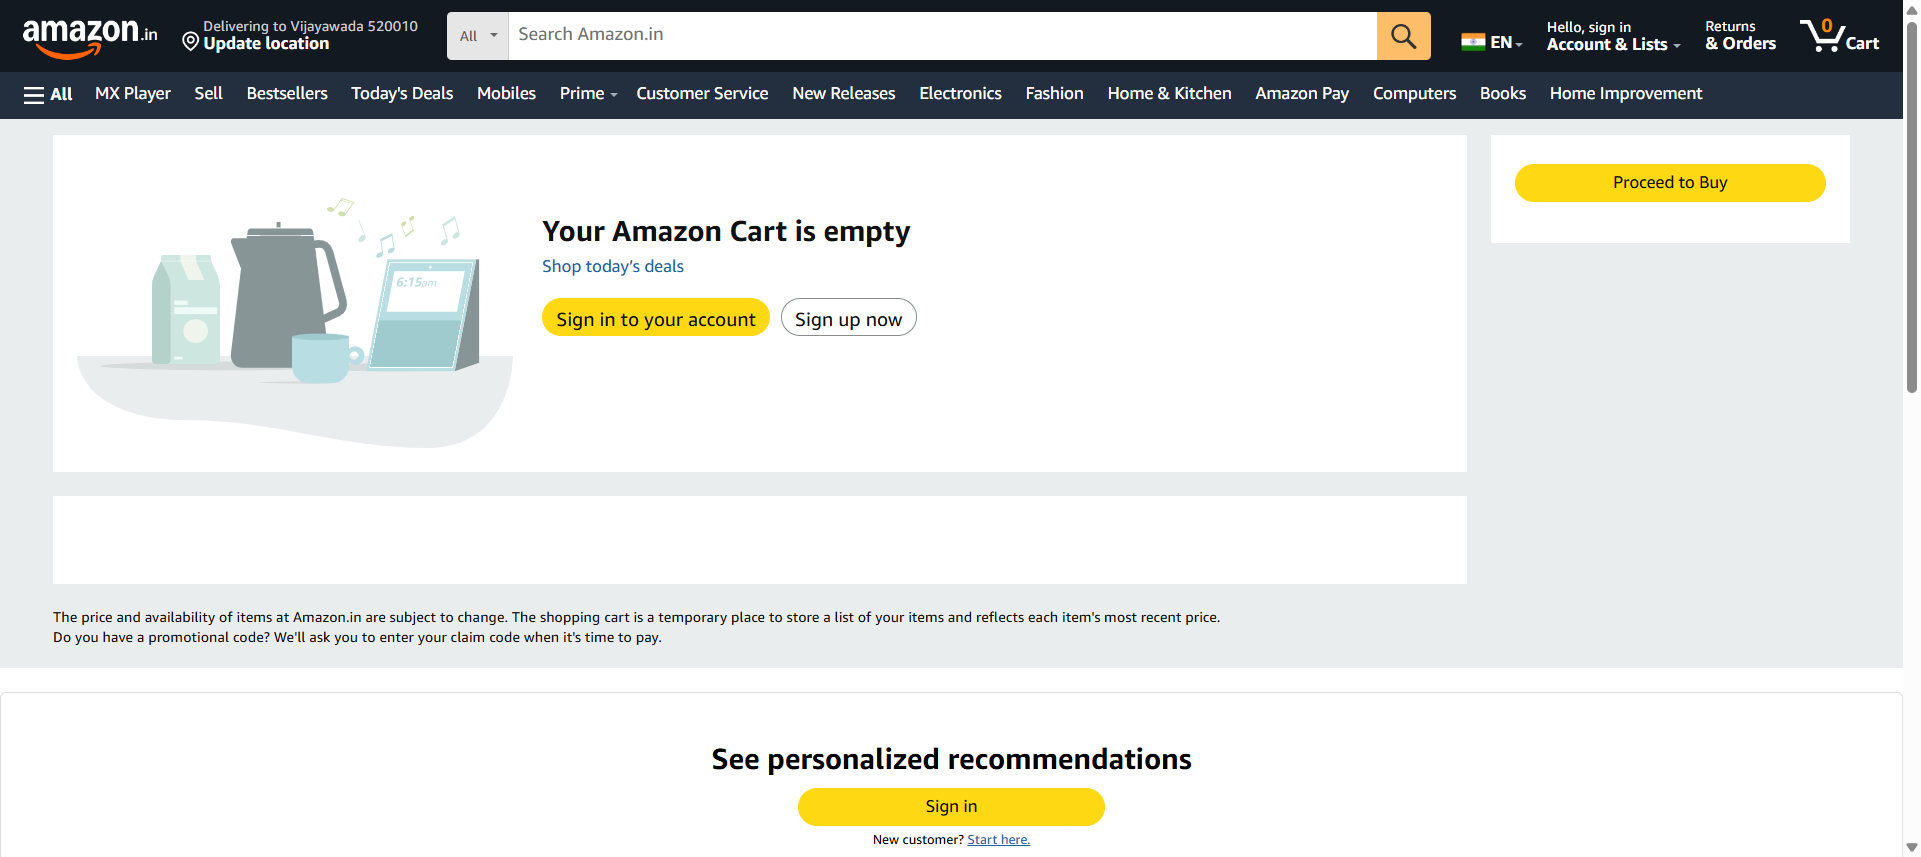 amazon.in
Delivering to Vijayawada 520010
Update location
All
Search Amazon.in
EN
Hello, sign in
Account & Lists
Returns
& Orders
0
Cart
All MX Player Sell Bestsellers Today's Deals Mobiles Prime Customer Service New Releases Electronics Fashion Home & Kitchen Amazon Pay Computers Books Home Improvement
6:15am
Your Amazon Cart is empty
Shop today’s deals
Sign in to your account Sign up now
Proceed to Buy
The price and availability of items at Amazon.in are subject to change. The shopping cart is a temporary place to store a list of your items and reflects each item's most recent price.
Do you have a promotional code? We'll ask you to enter your claim code when it's time to pay.
See personalized recommendations
Sign in
New customer? Start here.